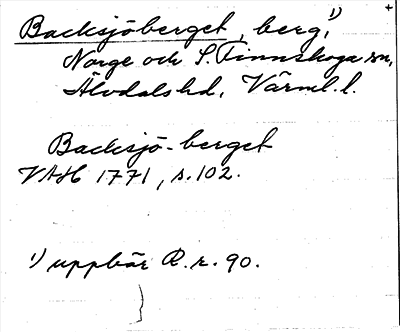 Backsjöberget, berg,¹⁾ +
Norge och S. Finnskoga sn,
Älvdals hd, Värml. l.
Backsjö-berget
VAH 1771, s. 102.
¹⁾ uppbär R.r. 90.